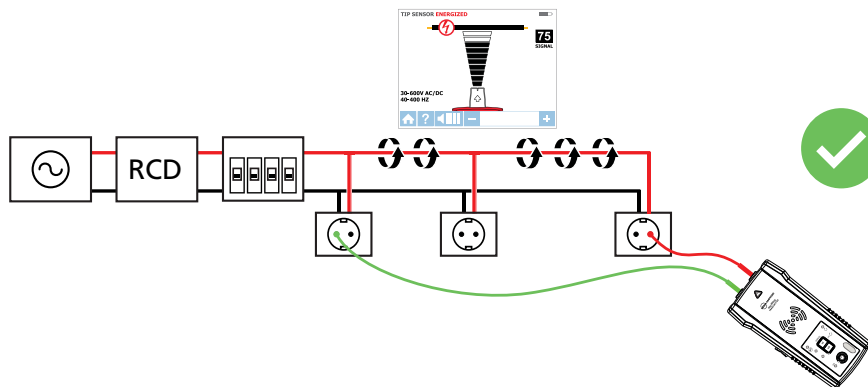 TIP SENSOR ENERGIZED
75
SIGNAL
30-600V AC/DC
40-400 HZ
?
RCD